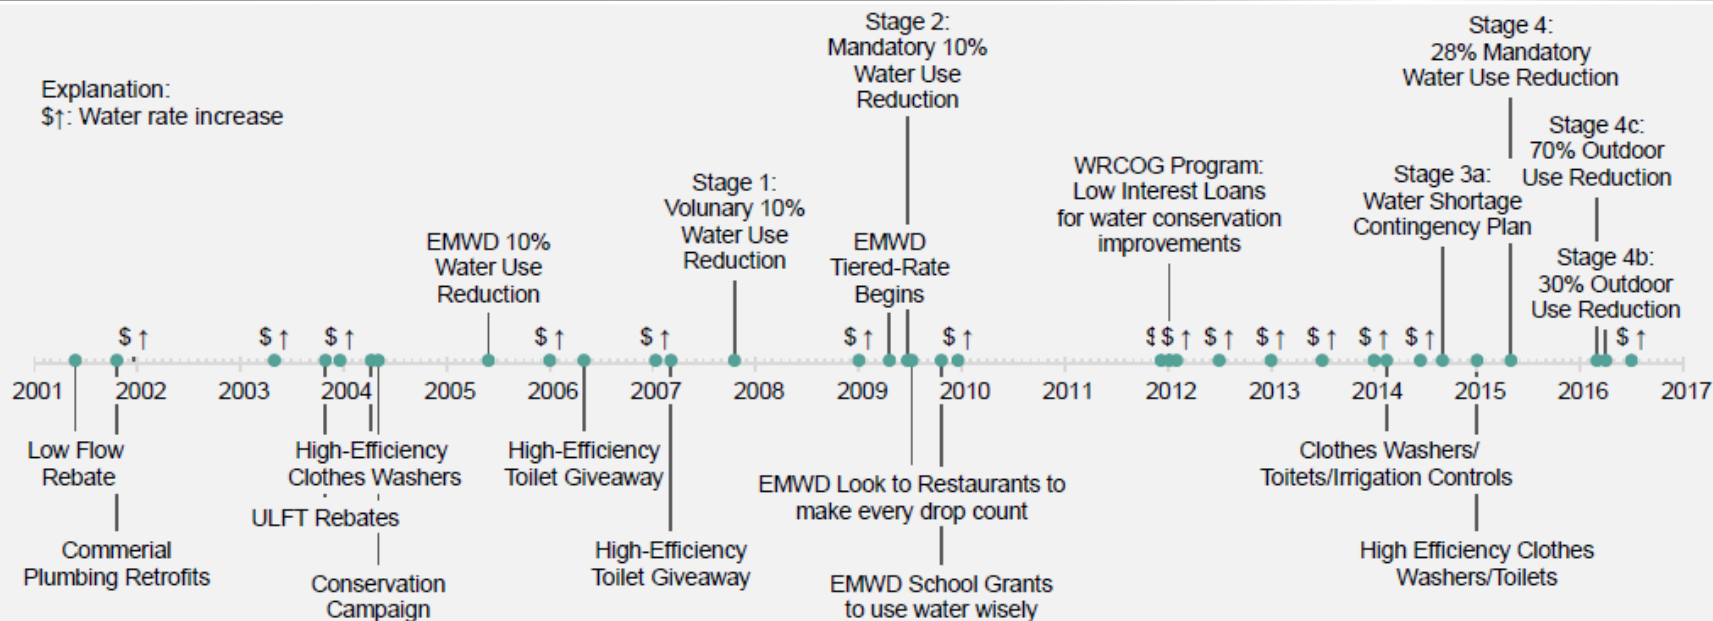 Explanation:
$↑: Water rate increase
Stage 2:
Mandatory 10%
Water Use
Reduction
Stage 4:
28% Mandatory
Water Use Reduction
Stage 4c:
70% Outdoor
Use Reduction
WRCOG Program:
Low Interest Loans
for water conservation
improvements
Stage 3a:
Water Shortage
Contingency Plan
Stage 1:
Volunary 10%
Water Use
Reduction
EMWD 10%
Water Use
Reduction
EMWD
Tiered-Rate
Begins
Stage 4b:
30% Outdoor
Use Reduction
$ ↑ $ ↑ $ ↑ $ ↑ $ ↑ $ ↑ $ ↑ $ $ ↑ $ ↑ $ ↑ $ ↑ $ ↑ $ ↑ $ ↑
2001 2002 2003 2004 2005 2006 2007 2008 2009 2010 2011 2012 2013 2014 2015 2016 2017
Low Flow
Rebate
High-Efficiency
Clothes Washers
High-Efficiency
Toilet Giveaway
Clothes Washers/
Toitets/Irrigation Controls
EMWD Look to Restaurants to
make every drop count
ULFT Rebates
Commerial
Plumbing Retrofits
High-Efficiency
Toilet Giveaway
High Efficiency Clothes
Washers/Toilets
Conservation
Campaign
EMWD School Grants
to use water wisely